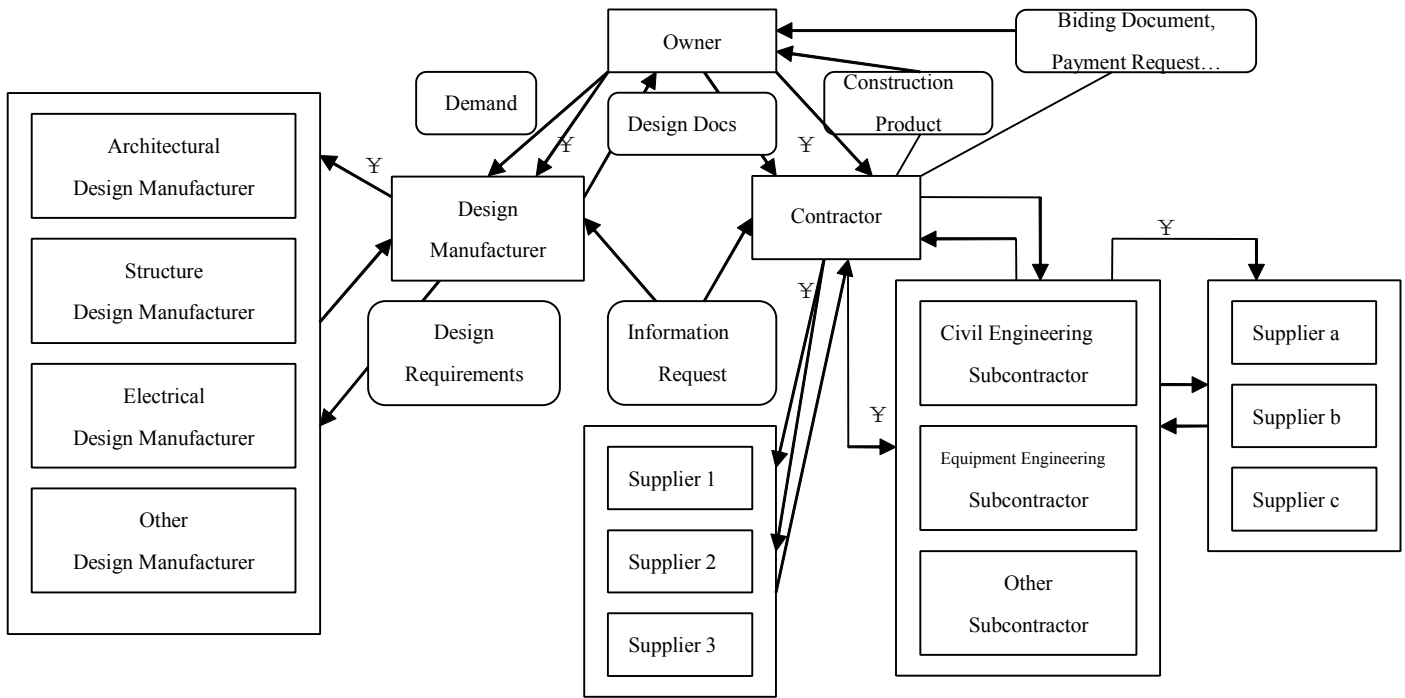 Biding Document,
Payment Request…
Owner
Demand
Design Docs
Construction
Product
¥
¥
¥
Architectural
Design Manufacturer
Design
Manufacturer
Contractor
¥
Structure
Design Manufacturer
¥
Design
Requirements
Information
Request
Civil Engineering
Subcontractor
Supplier a
Electrical
Design Manufacturer
¥
Supplier b
Equipment Engineering
Subcontractor
Supplier 1
Supplier c
Other
Design Manufacturer
Supplier 2
Other
Subcontractor
Supplier 3